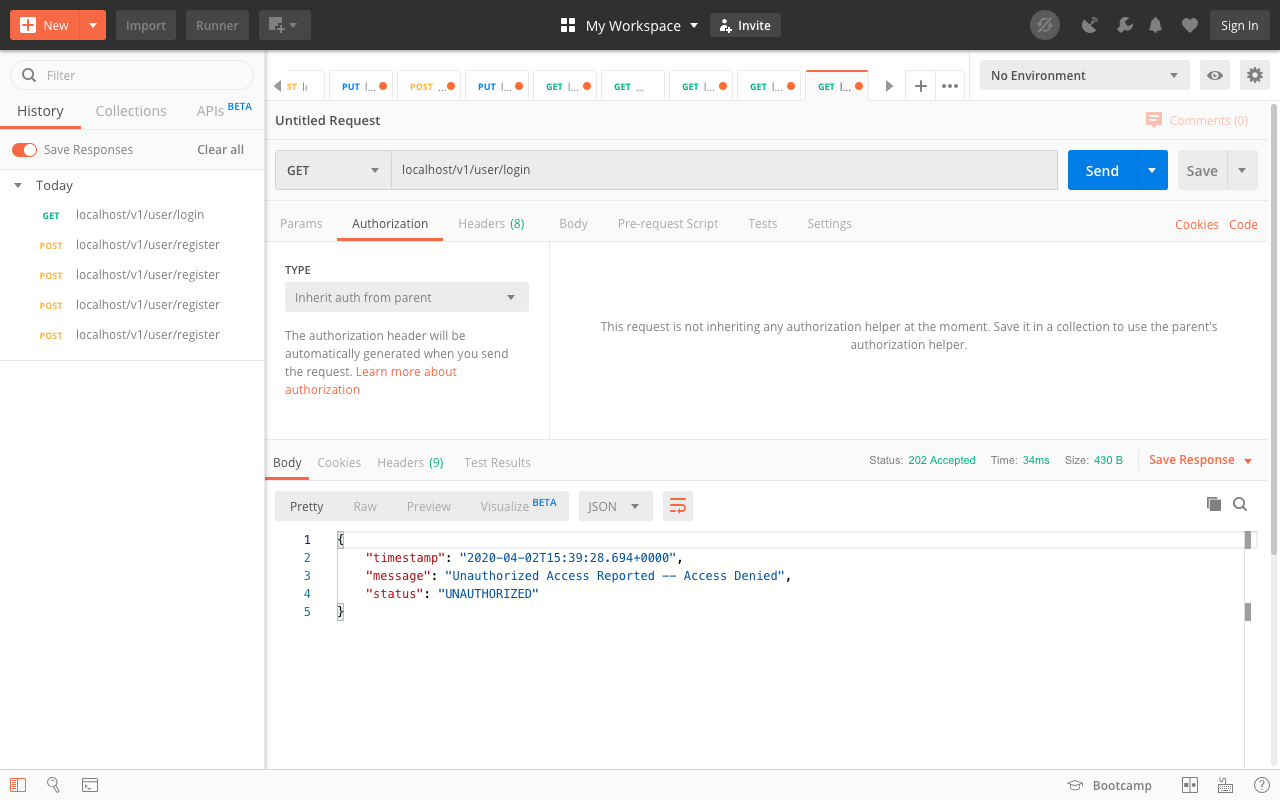 New
Import
Runner
My Workspace
Invite
Sign In
Filter
History
Collections
APIs BETA
Save Responses
Clear all
Today
GET localhost/v1/user/login
POST localhost/v1/user/register
POST localhost/v1/user/register
POST localhost/v1/user/register
POST localhost/v1/user/register
ST PUT l... POST ... PUT l... GET l... GET ... GET l... GET l... GET l...
No Environment
Untitled Request
Comments (0)
GET
localhost/v1/user/login
Send
Save
Params
Authorization
Headers (8)
Body
Pre-request Script
Tests
Settings
Cookies
Code
TYPE
Inherit auth from parent
The authorization header will be
automatically generated when you send
the request. Learn more about
authorization
This request is not inheriting any authorization helper at the moment. Save it in a collection to use the parent's
authorization helper.
Body
Cookies
Headers (9)
Test Results
Status: 202 Accepted
Time: 34ms
Size: 430 B
Save Response
Pretty
Raw
Preview
Visualize BETA
JSON
1 {
2 "timestamp": "2020-04-02T15:39:28.694+0000",
3 "message": "Unauthorized Access Reported -- Access Denied",
4 "status": "UNAUTHORIZED"
5 }
Bootcamp